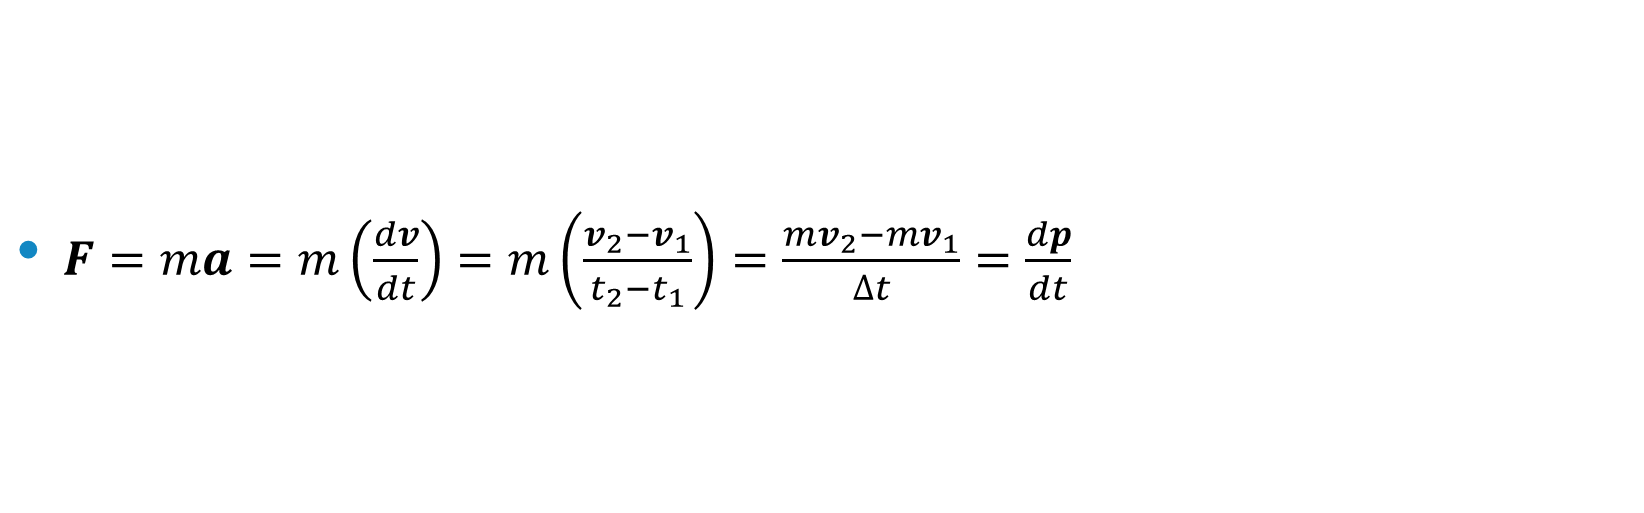 • 𝑭 = 𝑚𝒂 = 𝑚 (𝑑𝒗/𝑑𝑡) = 𝑚 ((𝒗₂−𝒗₁)/(𝑡₂−𝑡₁)) = (𝑚𝒗₂−𝑚𝒗₁)/Δ𝑡 = 𝑑𝒑/𝑑𝑡